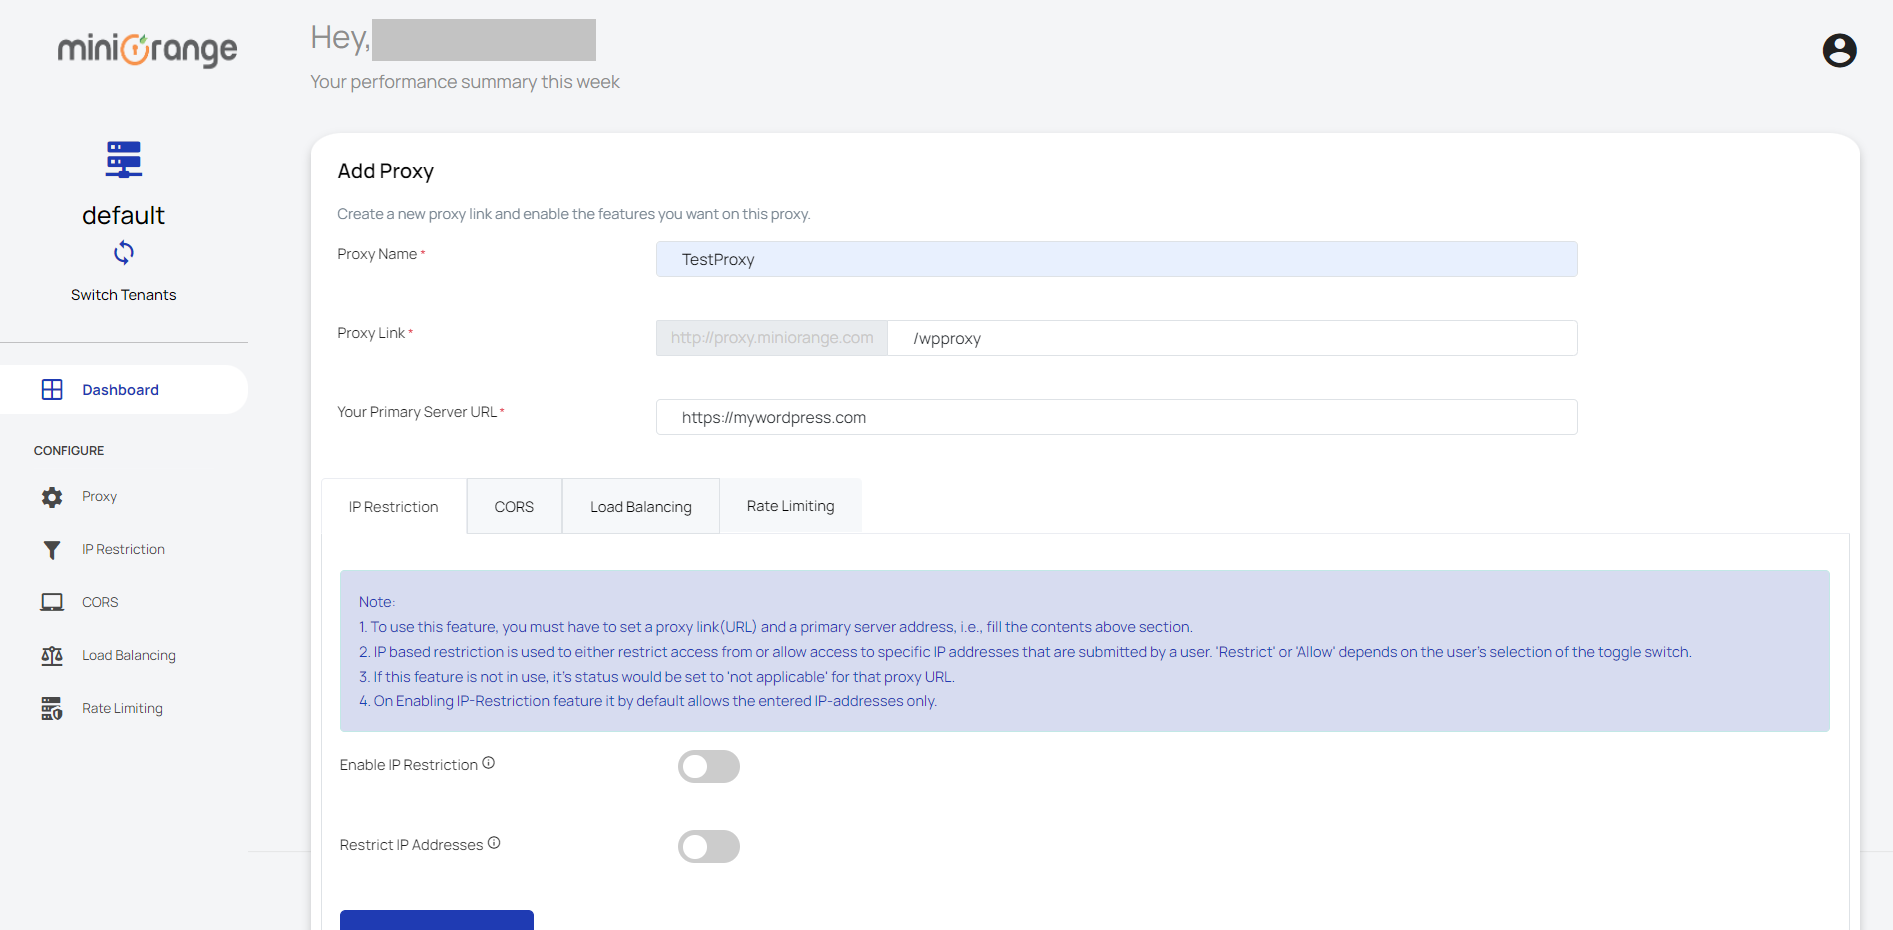 miniOrange
Hey,
Your performance summary this week
default
Switch Tenants
Dashboard
CONFIGURE
Proxy
IP Restriction
CORS
Load Balancing
Rate Limiting
Add Proxy
Create a new proxy link and enable the features you want on this proxy.
Proxy Name * TestProxy
Proxy Link * http://proxy.miniorange.com /wpproxy
Your Primary Server URL * https://mywordpress.com
IP Restriction CORS Load Balancing Rate Limiting
Note:
1. To use this feature, you must have to set a proxy link(URL) and a primary server address, i.e., fill the contents above section.
2. IP based restriction is used to either restrict access from or allow access to specific IP addresses that are submitted by a user. 'Restrict' or 'Allow' depends on the user's selection of the toggle switch.
3. If this feature is not in use, it's status would be set to 'not applicable' for that proxy URL.
4. On Enabling IP-Restriction feature it by default allows the entered IP-addresses only.
Enable IP Restriction
Restrict IP Addresses